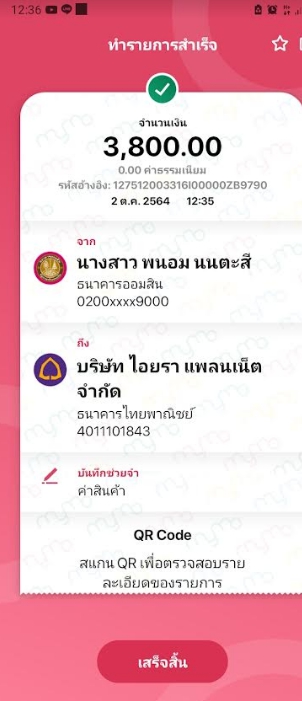 12:36
ทำรายการสำเร็จ
จำนวนเงิน
3,800.00
0.00 ค่าธรรมเนียม
รหัสอ้างอิง: 127512003316I00000ZB9790
2 ต.ค. 2564 12:35
จาก
นางสาว พนอม นนตะสี
ธนาคารออมสิน
0200xxxx9000
ถึง
บริษัท ไอยรา แพลนเน็ต
จำกัด
ธนาคารไทยพาณิชย์
4011101843
บันทึกช่วยจำ
ค่าสินค้า
QR Code
สแกน QR เพื่อตรวจสอบราย
ละเอียดของรายการ
เสร็จสิ้น